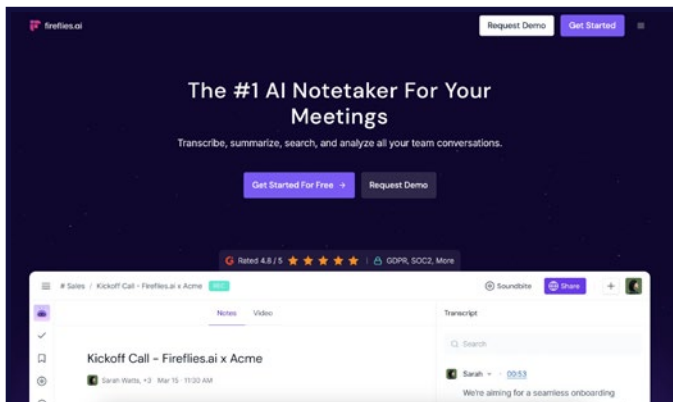 fireflies.ai
Request Demo
Get Started
The #1 AI Notetaker For Your
Meetings
Transcribe, summarize, search, and analyze all your team conversations.
Get Started For Free →
Request Demo
Rated 4.8 / 5
GDPR, SOC2, More
# Sales / Kickoff Call - Fireflies.ai x Acme
Soundbite
Share
Notes
Video
Transcript
Search
Kickoff Call – Fireflies.ai x Acme
Sarah Watts, +3 Mar 15 · 11:20 AM
Sarah
00:53
We're aiming for a seamless onboarding